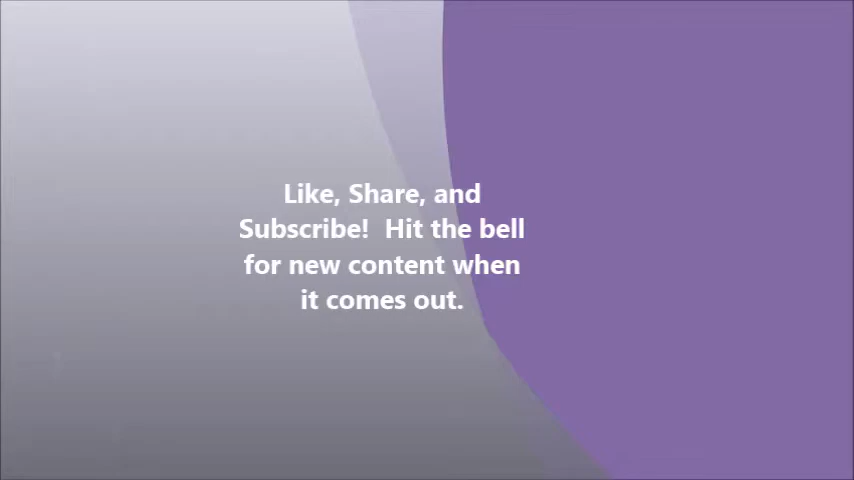 Like, Share, and
Subscribe!  Hit the bell
for new content when
it comes out.